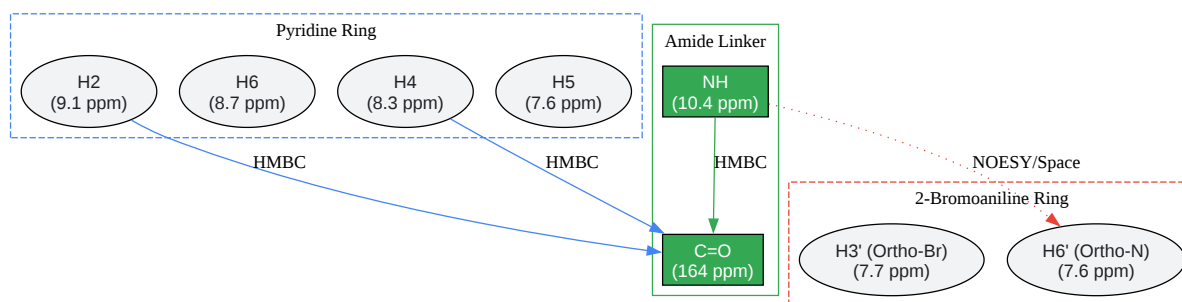 Pyridine Ring
H2
(9.1 ppm)
H6
(8.7 ppm)
H4
(8.3 ppm)
H5
(7.6 ppm)
Amide Linker
NH
(10.4 ppm)
HMBC
HMBC
HMBC
NOESY/Space
2-Bromoaniline Ring
C=O
(164 ppm)
H3' (Ortho-Br)
(7.7 ppm)
H6' (Ortho-N)
(7.6 ppm)